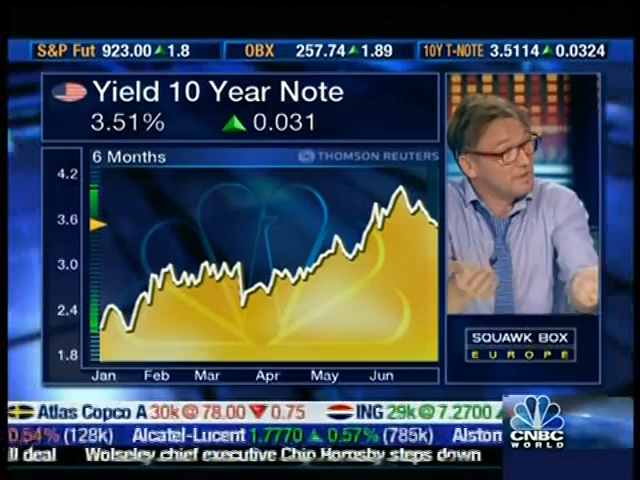 S&P Fut 923.00 1.8 OBX 257.74 1.89 10Y T-NOTE 3.5114 0.0324
Yield 10 Year Note
3.51% 0.031
6 Months THOMSON REUTERS
4.2
3.6
3.0
2.4
1.8
Jan Feb Mar Apr May Jun
SQUAWK BOX
EUROPE
Atlas Copco A 30k@78.00 0.75 ING 29k@7.2700
0.54% (128k) Alcatel-Lucent 1.7770 0.57% (785k) Alstom
ll deal Wolseley chief executive Chip Hornsby steps down
CNBC
WORLD